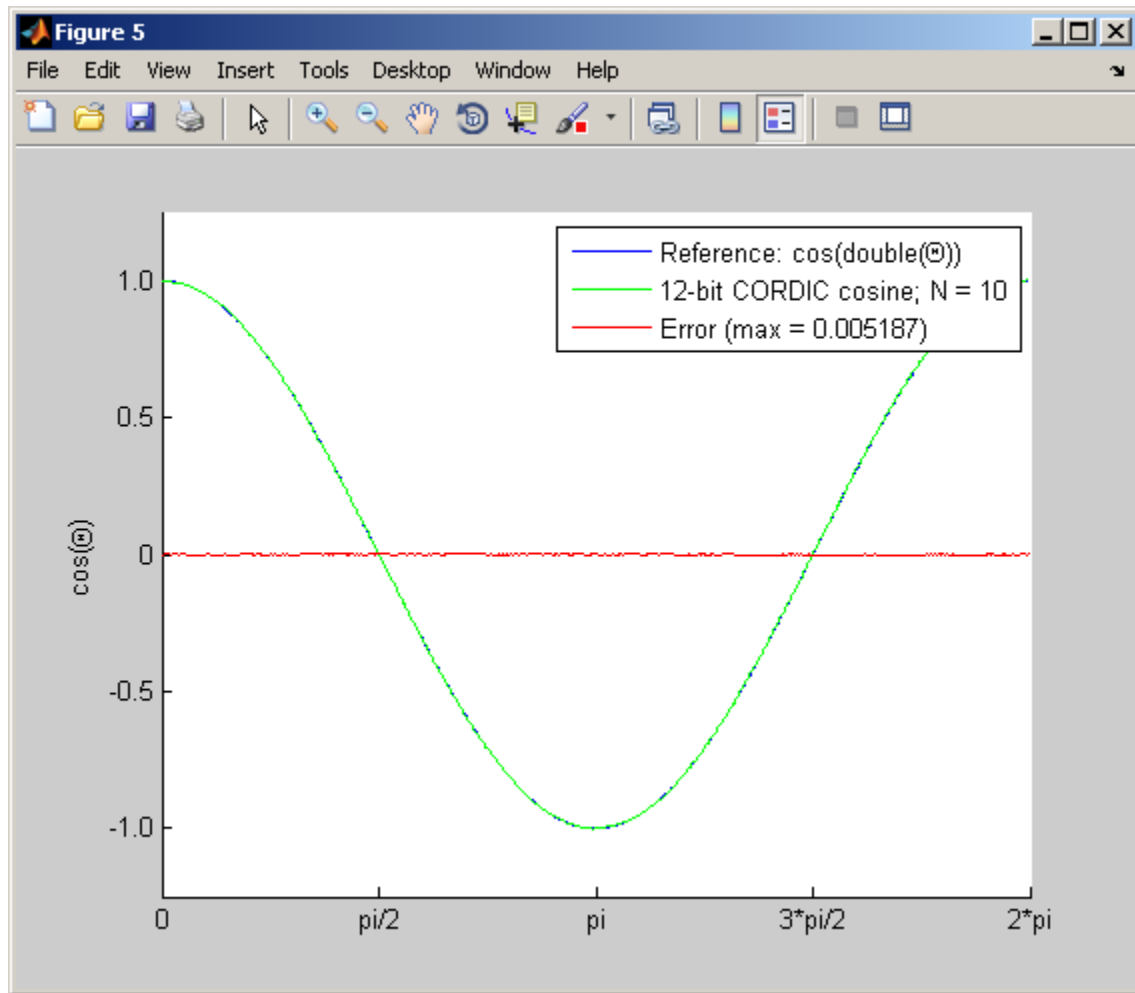 Figure 5
File Edit View Insert Tools Desktop Window Help
Reference: cos(double(Θ))
12-bit CORDIC cosine; N = 10
Error (max = 0.005187)
1.0
0.5
0
-0.5
-1.0
cos(Θ)
0 pi/2 pi 3*pi/2 2*pi